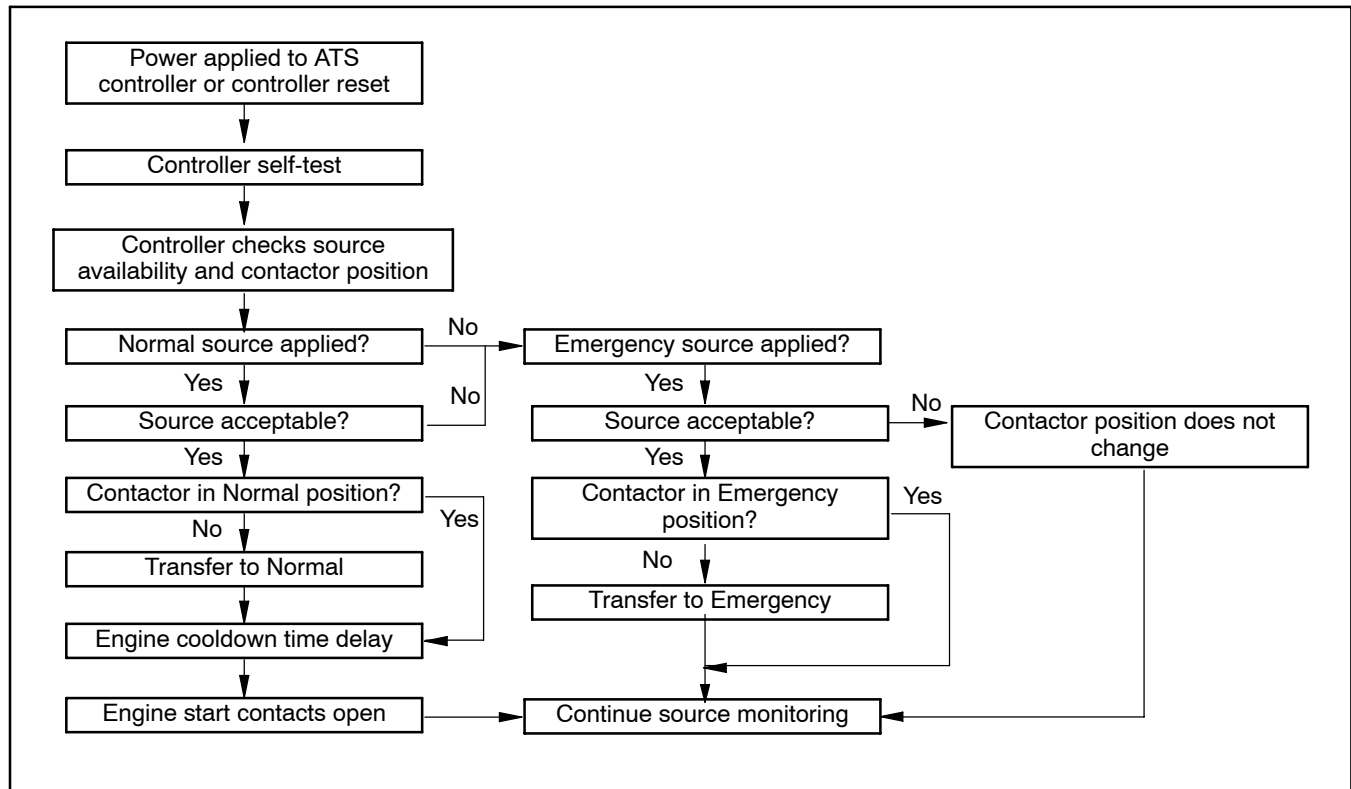 Power applied to ATS
controller or controller reset
Controller self-test
Controller checks source
availability and contactor position
Normal source applied?
No
Emergency source applied?
Yes
No
Yes
Source acceptable?
Source acceptable?
No
Contactor position does not
change
Yes
Yes
Contactor in Normal position?
Yes
Contactor in Emergency
position?
Yes
No
Transfer to Normal
No
Transfer to Emergency
Engine cooldown time delay
Engine start contacts open
Continue source monitoring